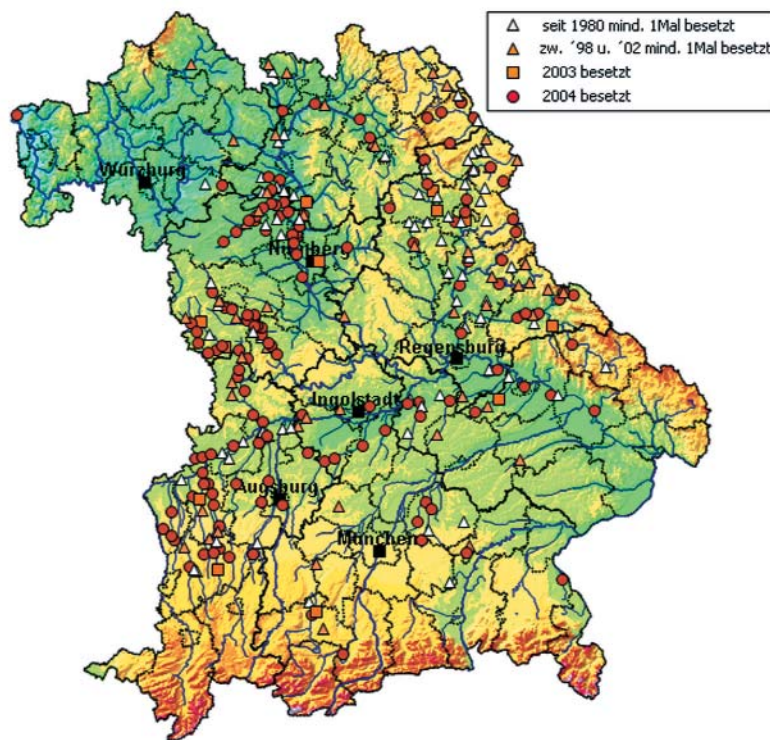 seit 1980 mind. 1Mal besetzt
zw. ´98 u. ´02 mind. 1Mal besetzt
2003 besetzt
2004 besetzt
Würzburg
Nürnberg
Regensburg
Ingolstadt
Augsburg
München